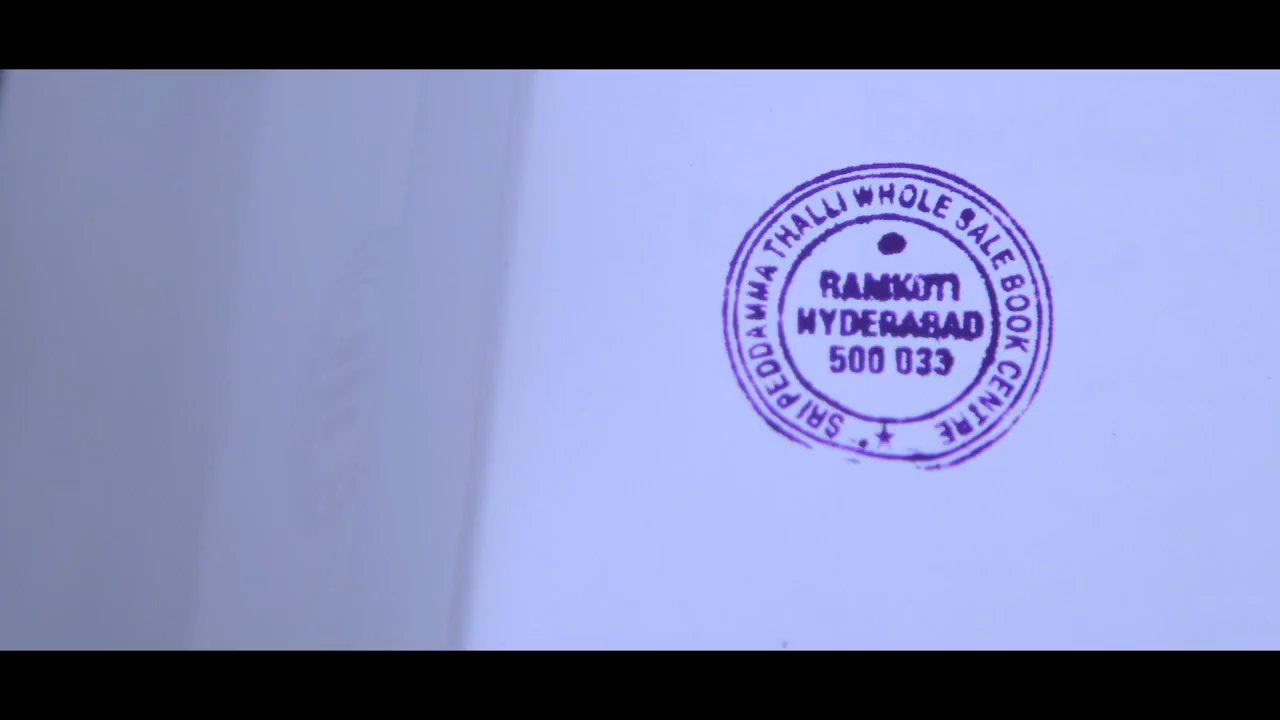 SRI PEDDAMMA THALLI WHOLE SALE BOOK CENTRE
RAMKOTI
HYDERABAD
500 033